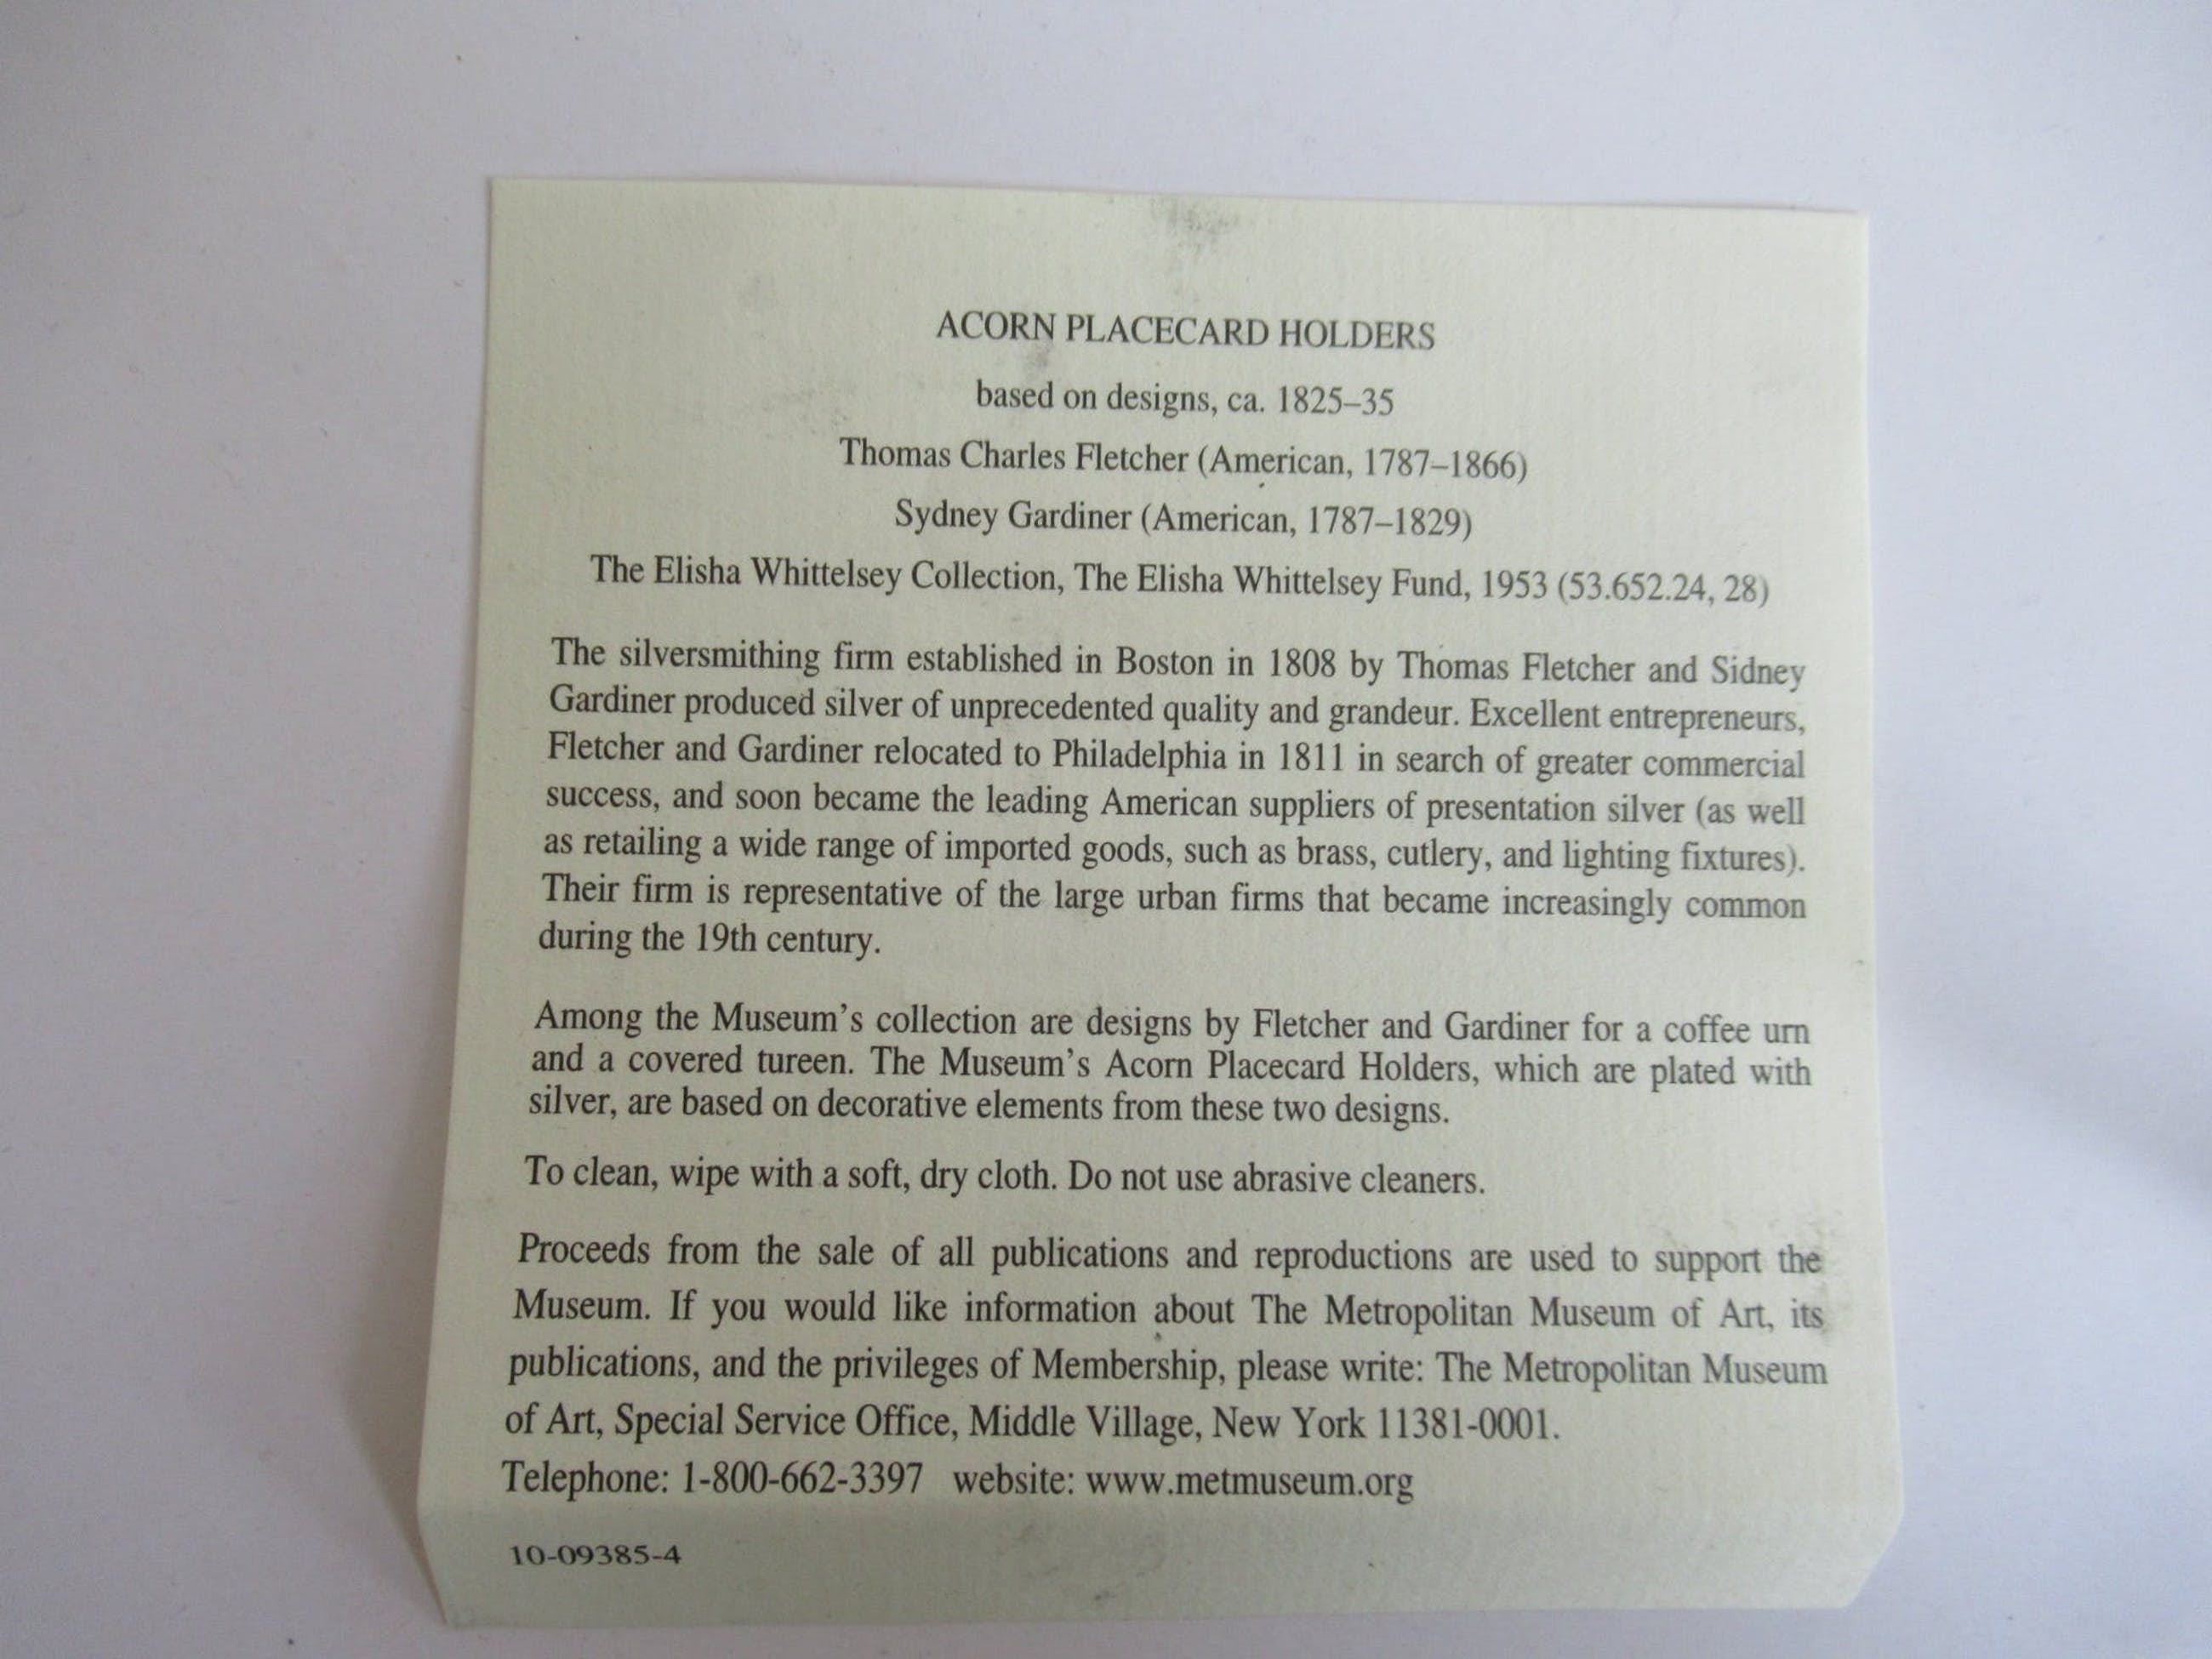 ACORN PLACECARD HOLDERS
based on designs, ca. 1825–35
Thomas Charles Fletcher (American, 1787–1866)
Sydney Gardiner (American, 1787–1829)
The Elisha Whittelsey Collection, The Elisha Whittelsey Fund, 1953 (53.652.24, 28)
The silversmithing firm established in Boston in 1808 by Thomas Fletcher and Sidney
Gardiner produced silver of unprecedented quality and grandeur. Excellent entrepreneurs,
Fletcher and Gardiner relocated to Philadelphia in 1811 in search of greater commercial
success, and soon became the leading American suppliers of presentation silver (as well
as retailing a wide range of imported goods, such as brass, cutlery, and lighting fixtures).
Their firm is representative of the large urban firms that became increasingly common
during the 19th century.
Among the Museum's collection are designs by Fletcher and Gardiner for a coffee urn
and a covered tureen. The Museum's Acorn Placecard Holders, which are plated with
silver, are based on decorative elements from these two designs.
To clean, wipe with a soft, dry cloth. Do not use abrasive cleaners.
Proceeds from the sale of all publications and reproductions are used to support the
Museum. If you would like information about The Metropolitan Museum of Art, its
publications, and the privileges of Membership, please write: The Metropolitan Museum
of Art, Special Service Office, Middle Village, New York 11381-0001.
Telephone: 1-800-662-3397 website: www.metmuseum.org
10-09385-4